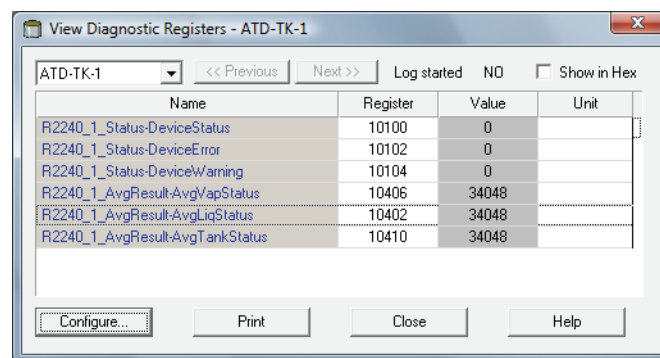 View Diagnostic Registers - ATD-TK-1
ATD-TK-1 << Previous Next >> Log started NO Show in Hex
Name Register Value Unit
R2240_1_Status-DeviceStatus 10100 0
R2240_1_Status-DeviceError 10102 0
R2240_1_Status-DeviceWarning 10104 0
R2240_1_AvgResult-AvgVapStatus 10406 34048
R2240_1_AvgResult-AvgLiqStatus 10402 34048
R2240_1_AvgResult-AvgTankStatus 10410 34048
Configure... Print Close Help